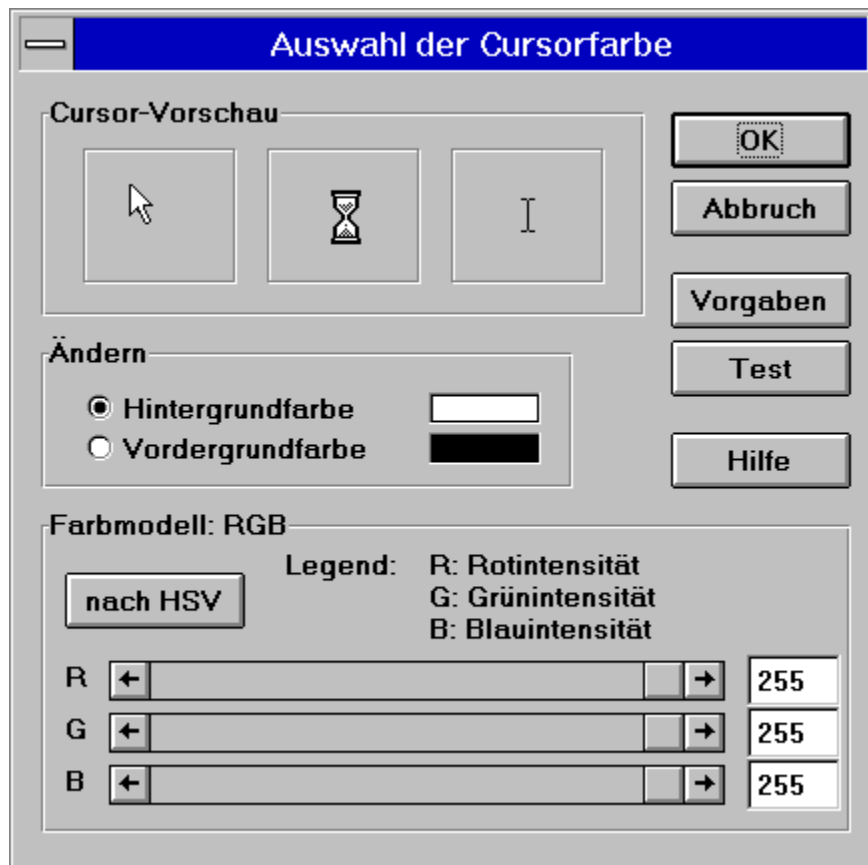 Auswahl der Cursorfarbe
Cursor-Vorschau
OK
Abbruch
Vorgaben
Test
Hilfe
Ändern
Hintergrundfarbe
Vordergrundfarbe
Farbmodell: RGB
nach HSV
Legend: R: Rotintensität
G: Grünintensität
B: Blauintensität
R 255
G 255
B 255